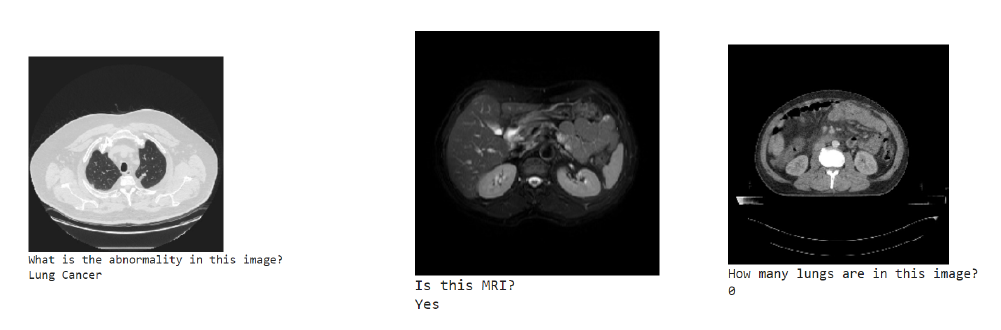 What is the abnormality in this image?
Lung Cancer
Is this MRI?
Yes
How many lungs are in this image?
0